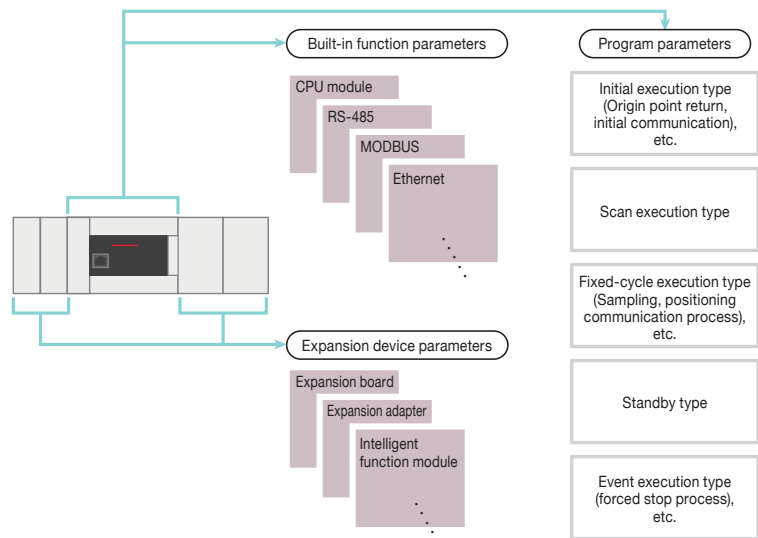 Built-in function parameters
CPU module
RS-485
MODBUS
Ethernet
Expansion device parameters
Expansion board
Expansion adapter
Intelligent
function module
Program parameters
Initial execution type
(Origin point return,
initial communication),
etc.
Scan execution type
Fixed-cycle execution type
(Sampling, positioning
communication process),
etc.
Standby type
Event execution type
(forced stop process),
etc.